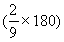 (2/9 × 180)